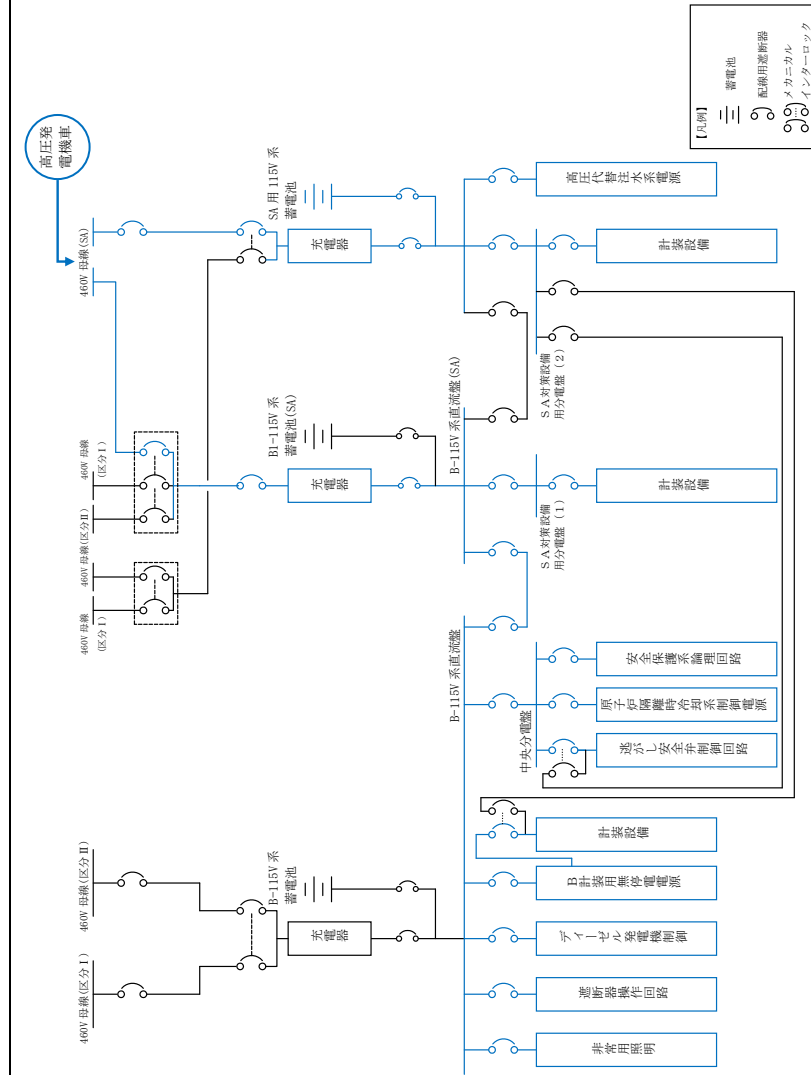 高圧発
電機車
460V 母線(SA)
460V 母線
(区分Ⅰ)
460V 母線(区分Ⅱ)
460V 母線
460V 母線
(区分Ⅰ)
460V 母線(区分Ⅱ)
460V 母線(区分Ⅰ)
SA 用 115V 系
蓄電池
充電器
B1-115V 系
蓄電池(SA)
充電器
B-115V 系
蓄電池
充電器
B-115V 系直流盤(SA)
B-115V 系直流盤
SA対策設備
用分電盤(2)
SA対策設備
用分電盤(1)
中央分電盤
高圧代替注水系電源
計装設備
計装設備
安全保護系論理回路
原子炉隔離時冷却系制御電源
逃がし安全弁制御回路
計装設備
B計装用無停電電源
ディーゼル発電機制御
遮断器操作回路
非常用照明
【凡例】
蓄電池
配線用遮断器
メカニカル
インターロック